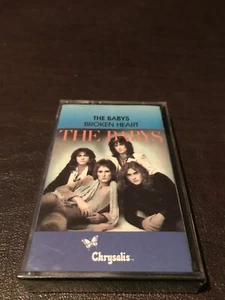 THE BABYS
BROKEN HEART
THE BABYS
Chrysalis